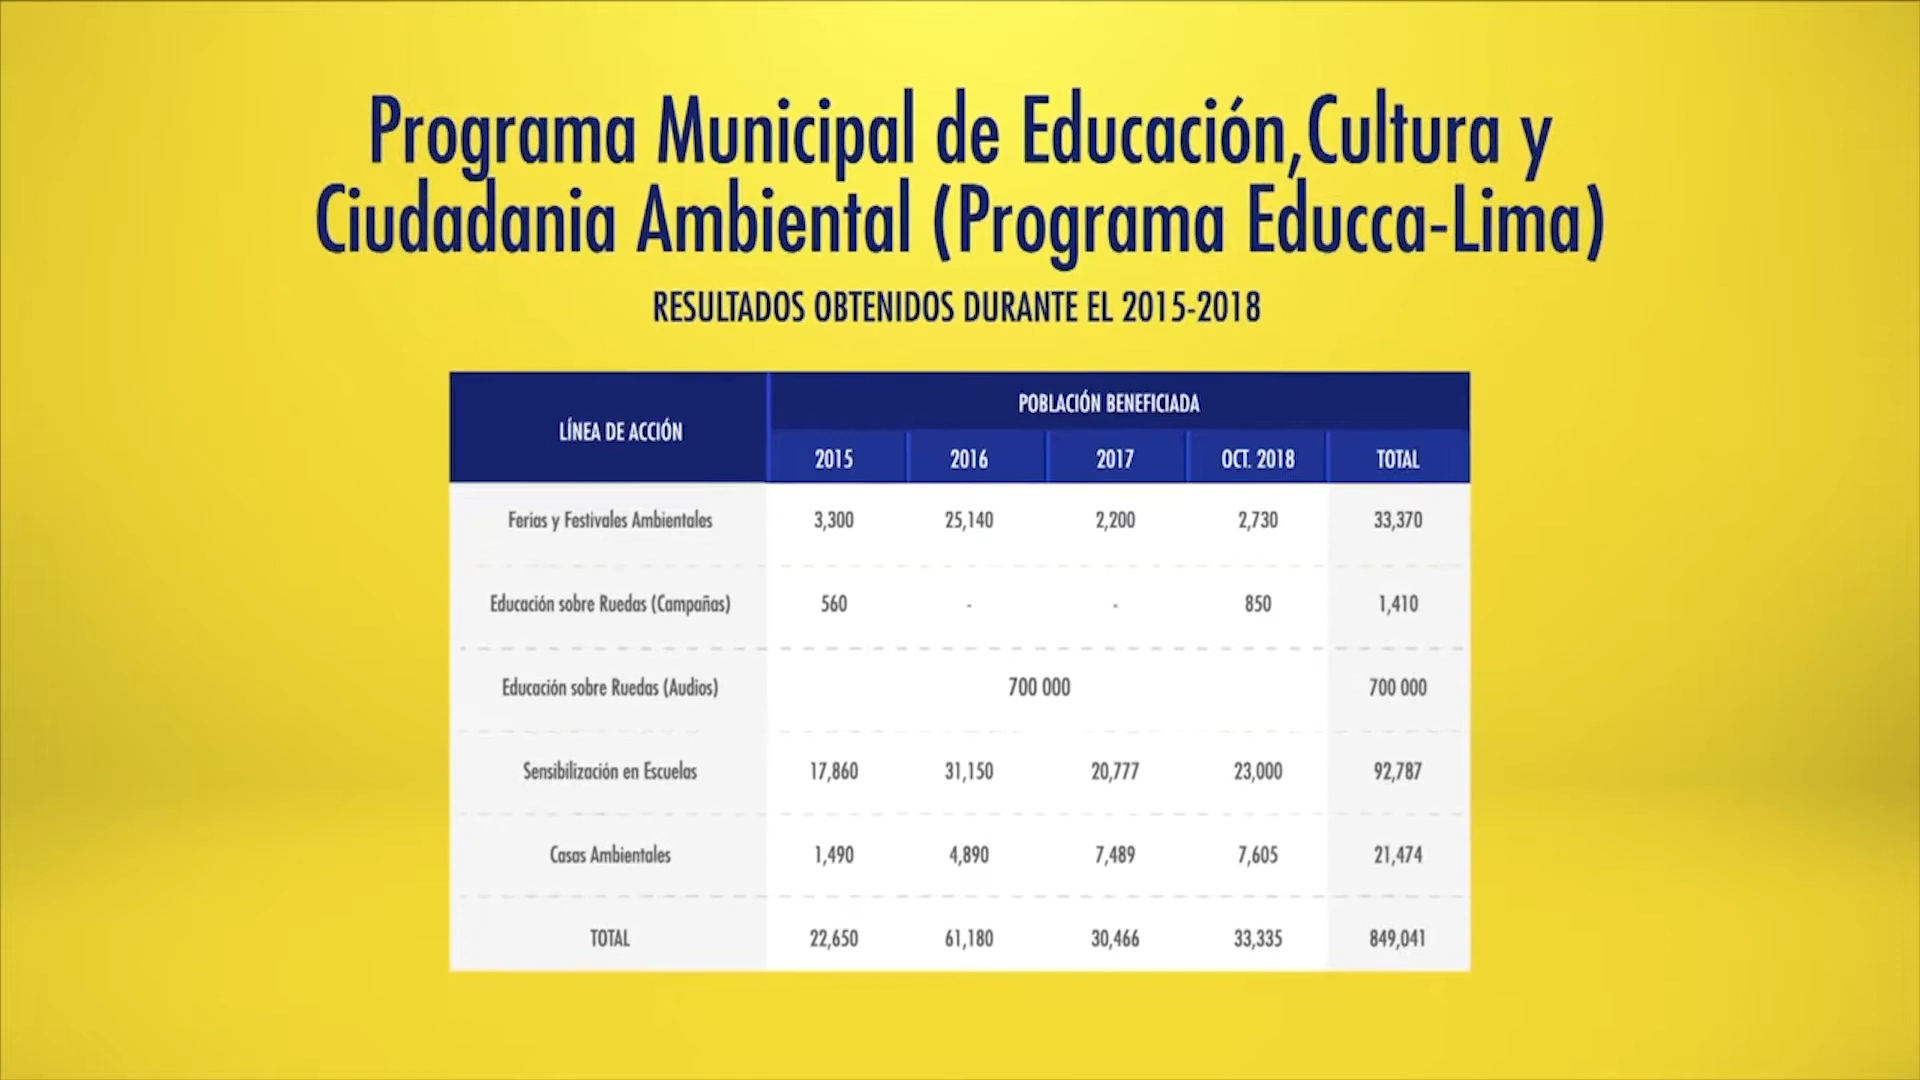 Programa Municipal de Educación,Cultura y
Ciudadania Ambiental (Programa Educca-Lima)
RESULTADOS OBTENIDOS DURANTE EL 2015-2018
LÍNEA DE ACCIÓN
POBLACIÓN BENEFICIADA
2015 2016 2017 OCT. 2018 TOTAL
Ferias y Festivales Ambientales 3,300 25,140 2,200 2,730 33,370
Educación sobre Ruedas (Campañas) 560 - - 850 1,410
Educación sobre Ruedas (Audios) 700 000 700 000
Sensibilización en Escuelas 17,860 31,150 20,777 23,000 92,787
Casas Ambientales 1,490 4,890 7,489 7,605 21,474
TOTAL 22,650 61,180 30,466 33,335 849,041